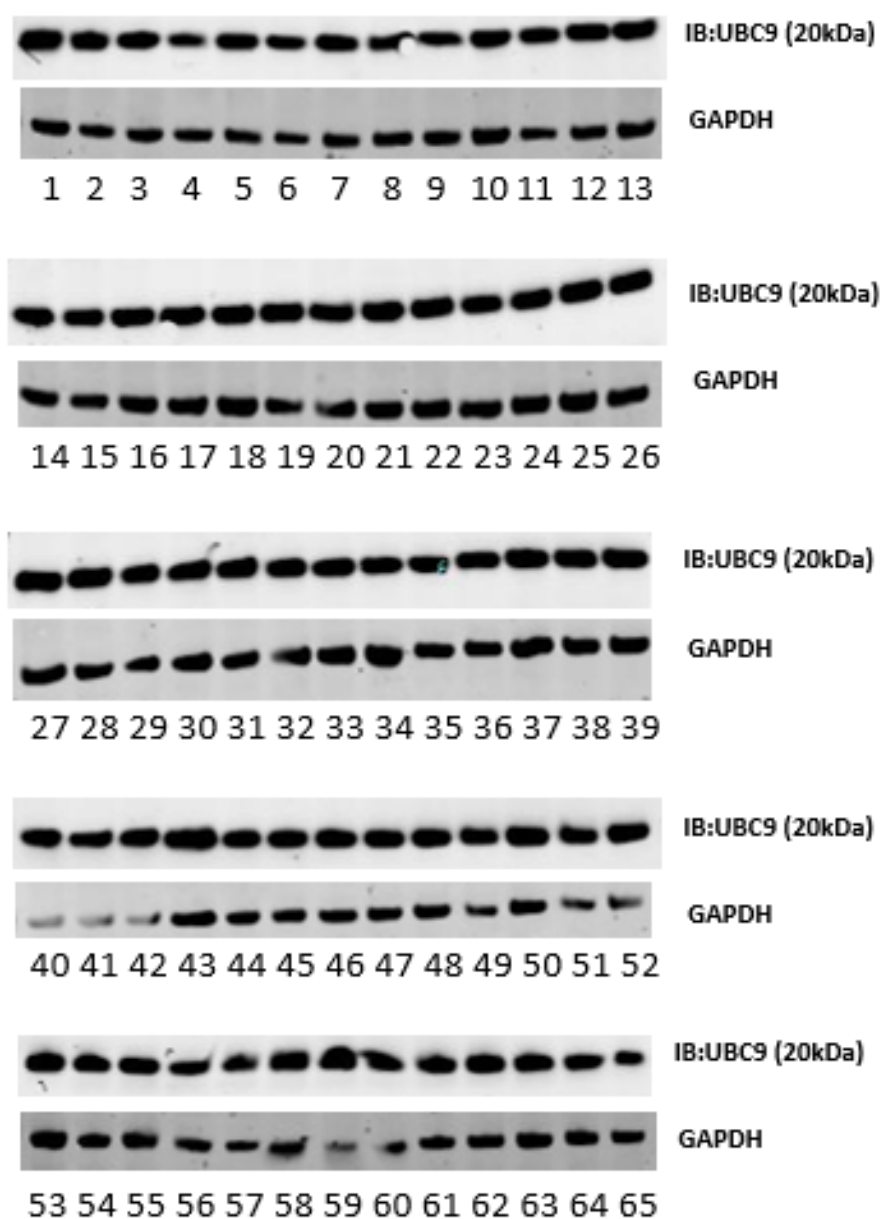 IB:UBC9 (20kDa)
GAPDH
1 2 3 4 5 6 7 8 9 10 11 12 13
IB:UBC9 (20kDa)
GAPDH
14 15 16 17 18 19 20 21 22 23 24 25 26
IB:UBC9 (20kDa)
GAPDH
27 28 29 30 31 32 33 34 35 36 37 38 39
IB:UBC9 (20kDa)
GAPDH
40 41 42 43 44 45 46 47 48 49 50 51 52
IB:UBC9 (20kDa)
GAPDH
53 54 55 56 57 58 59 60 61 62 63 64 65